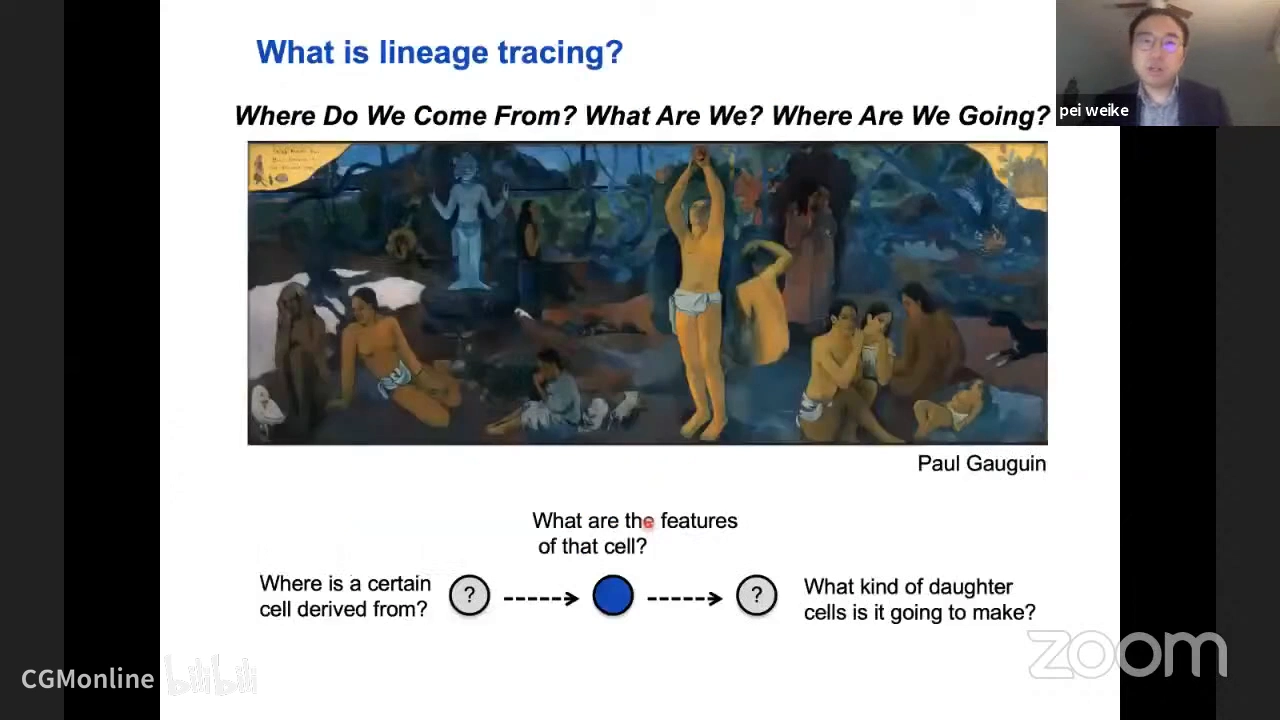 What is lineage tracing?
Where Do We Come From? What Are We? Where Are We Going?
pei weike
Paul Gauguin
What are the features
of that cell?
Where is a certain
cell derived from?
?
?
What kind of daughter
cells is it going to make?
zoom
CGMonline
bilibili